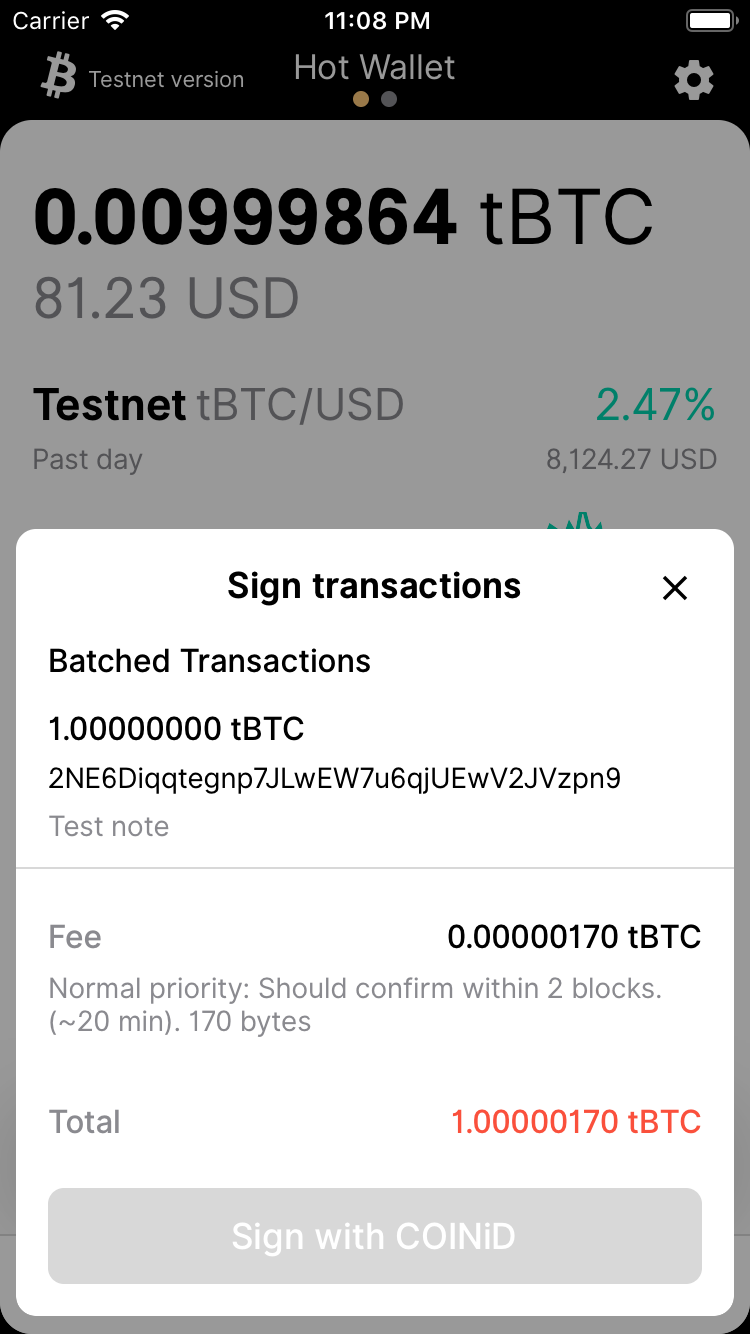 Carrier 11:08 PM
Testnet version
Hot Wallet
0.00999864 tBTC
81.23 USD
Testnet tBTC/USD 2.47%
Past day 8,124.27 USD
Sign transactions
Batched Transactions
1.00000000 tBTC
2NE6Diqqtegnp7JLwEW7u6qjUEwV2JVzpn9
Test note
Fee 0.00000170 tBTC
Normal priority: Should confirm within 2 blocks.
(~20 min). 170 bytes
Total 1.00000170 tBTC
Sign with COINiD